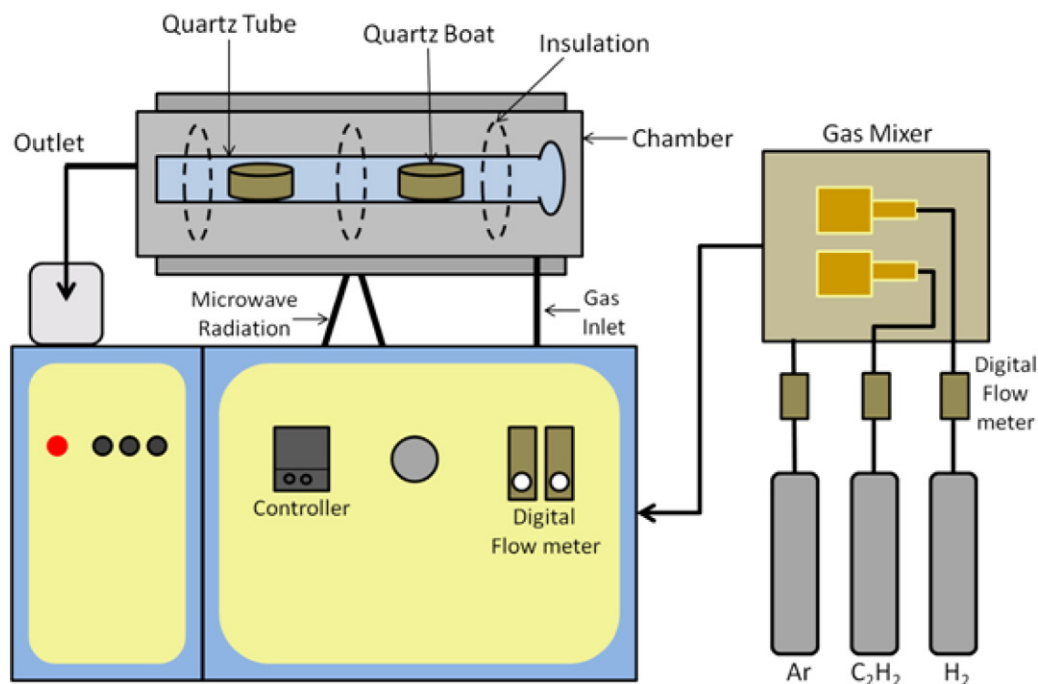 Quartz Tube
Quartz Boat
Insulation
Outlet
Chamber
Gas Mixer
Microwave
Radiation
Gas
Inlet
Digital
Flow
meter
Controller
Digital
Flow meter
Ar
C₂H₂
H₂